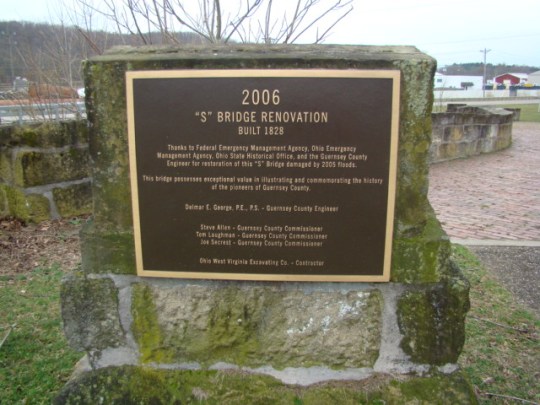 2006
"S" BRIDGE RENOVATION
BUILT 1828
Thanks to Federal Emergency Management Agency, Ohio Emergency
Management Agency, Ohio State Historical Office, and the Guernsey County
Engineer for restoration of this "S" Bridge damaged by 2005 floods.
This bridge possesses exceptional value in illustrating and commemorating the history
of the pioneers of Guernsey County.
Delmar E. George, P.E., P.S. - Guernsey County Engineer
Steve Allen - Guernsey County Commissioner
Tom Laughman - Guernsey County Commissioner
Joe Secrest - Guernsey County Commissioner
Ohio West Virginia Excavating Co. - Contractor